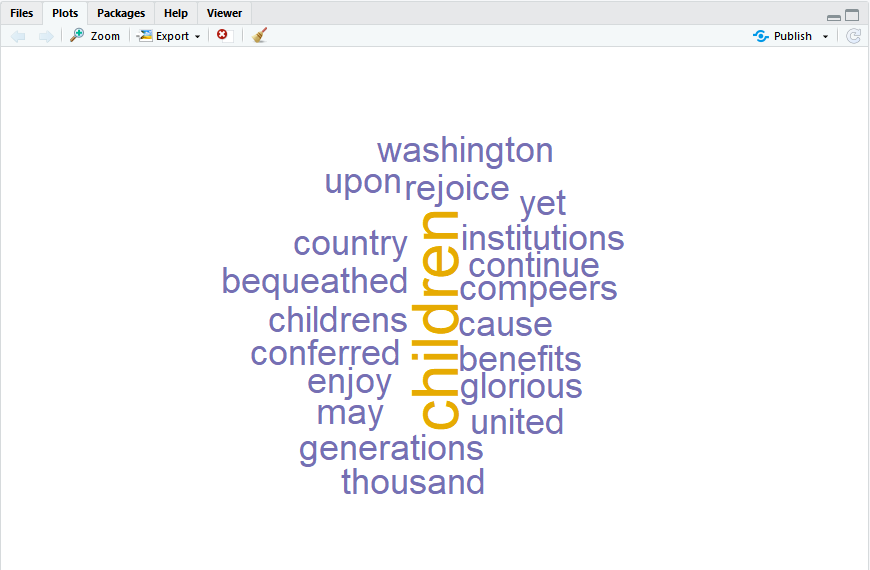 Files Plots Packages Help Viewer
Zoom Export Publish
washington
upon rejoice
yet
country institutions
continue
bequeathed compeers
children
childrens cause
conferred benefits
enjoy glorious
may united
generations
thousand